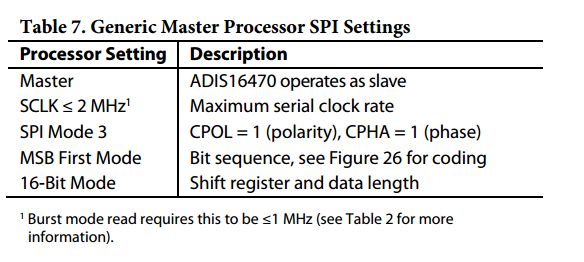 Table 7. Generic Master Processor SPI Settings
Processor Setting Description
Master ADIS16470 operates as slave
SCLK ≤ 2 MHz¹ Maximum serial clock rate
SPI Mode 3 CPOL = 1 (polarity), CPHA = 1 (phase)
MSB First Mode Bit sequence, see Figure 26 for coding
16-Bit Mode Shift register and data length
¹ Burst mode read requires this to be ≤1 MHz (see Table 2 for more
information).